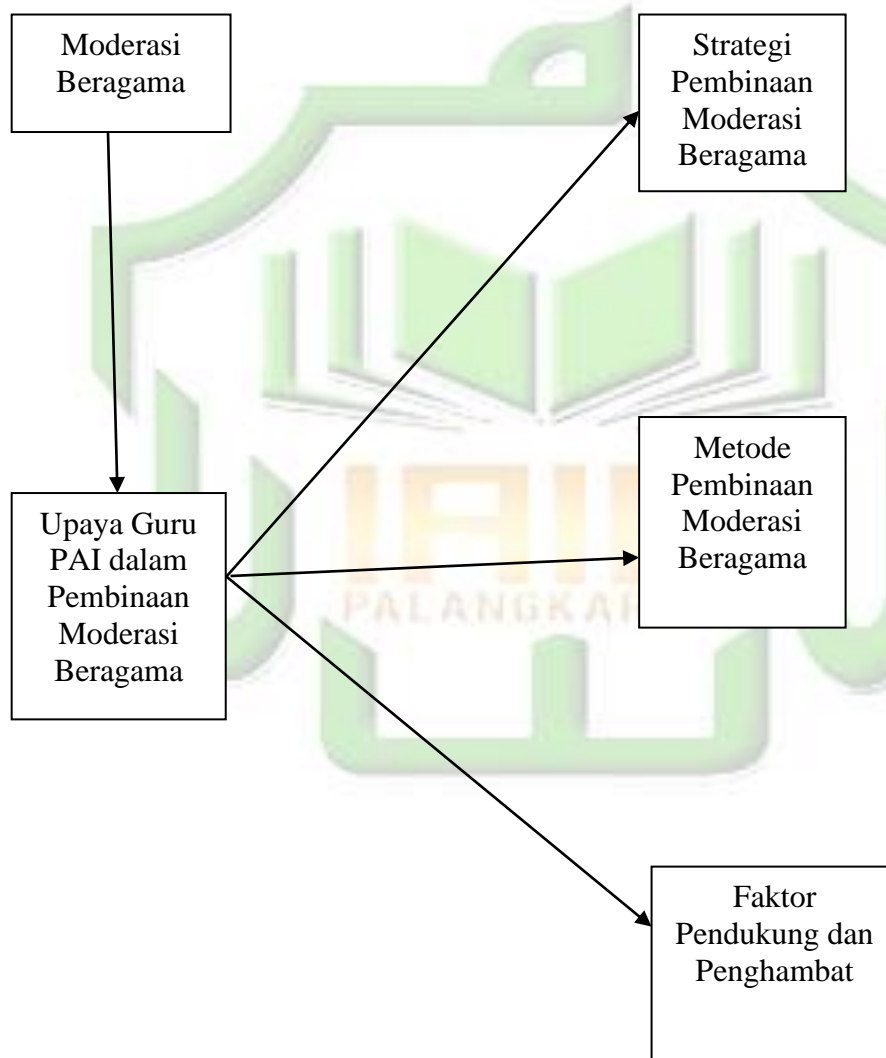 Moderasi
Beragama
Strategi
Pembinaan
Moderasi
Beragama
Metode
Pembinaan
Moderasi
Beragama
Upaya Guru
PAI dalam
Pembinaan
Moderasi
Beragama
Faktor
Pendukung dan
Penghambat